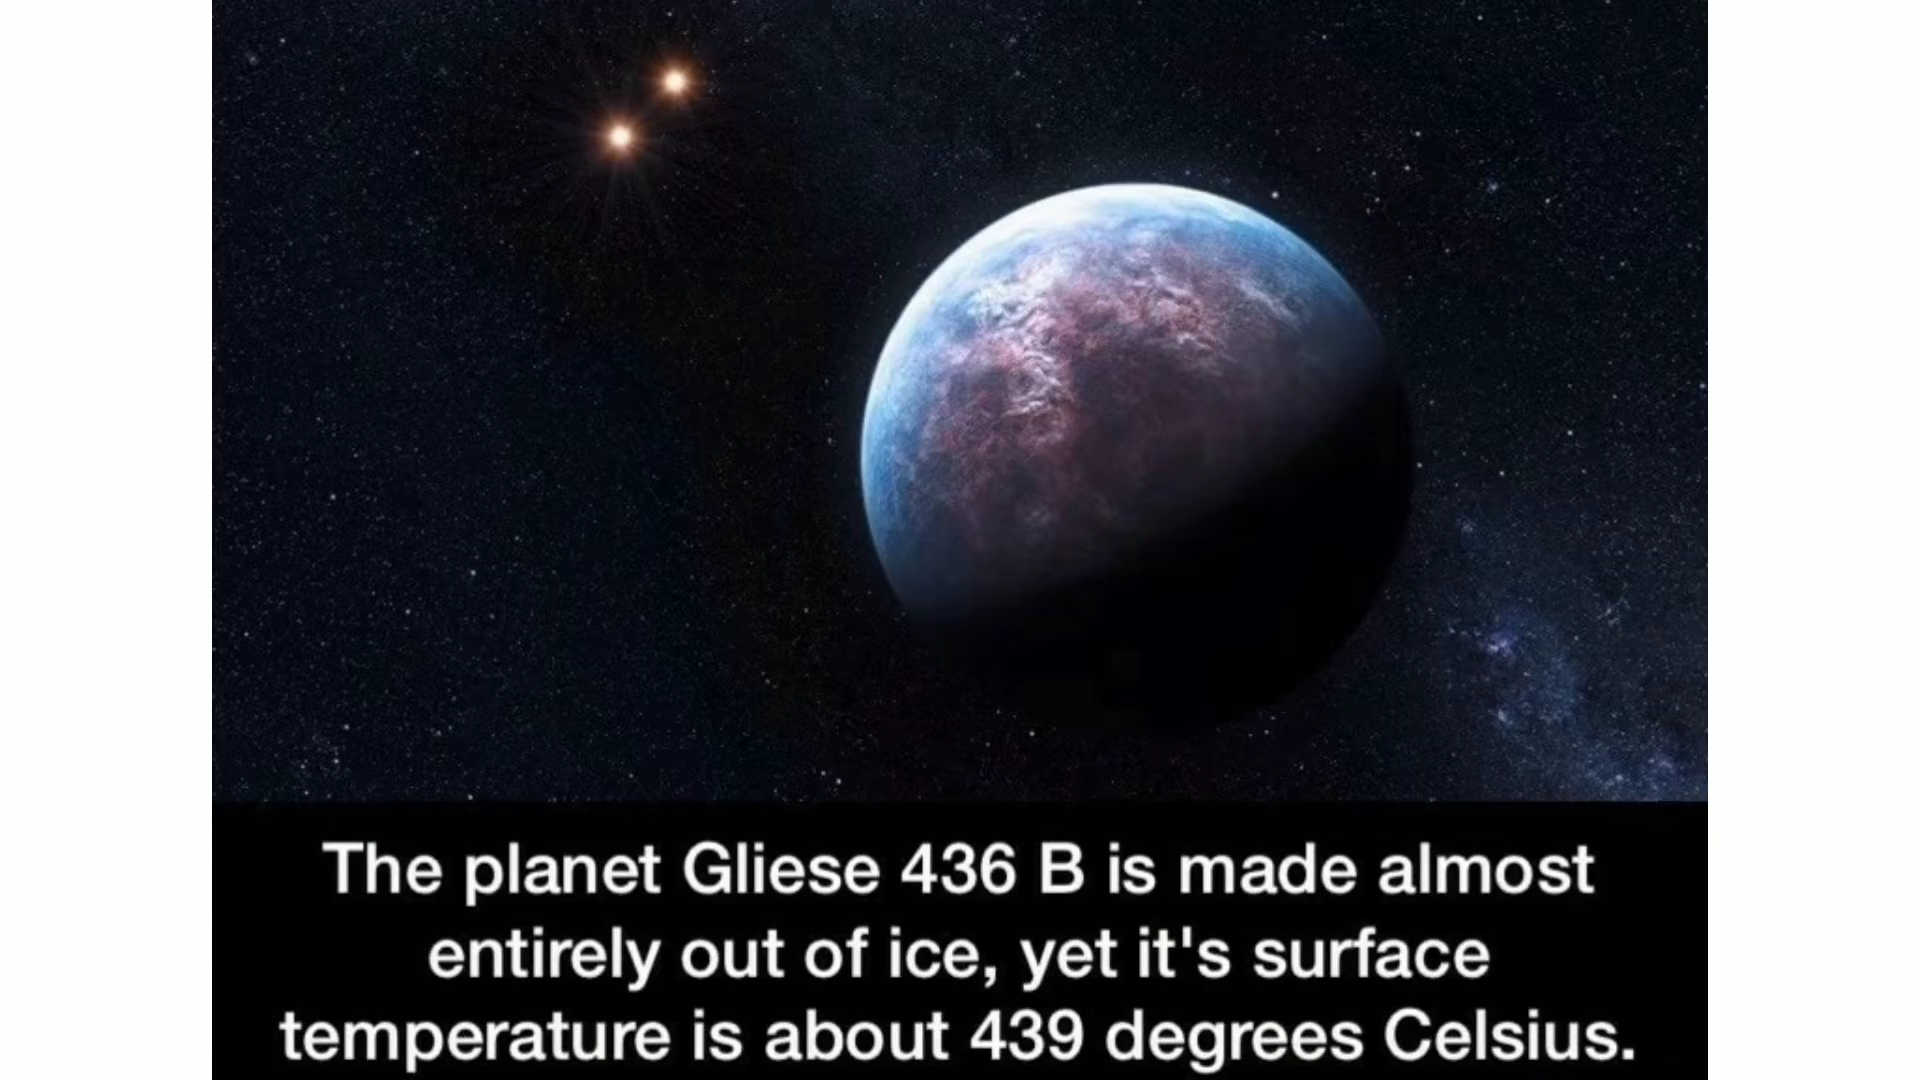 The planet Gliese 436 B is made almost
entirely out of ice, yet it's surface
temperature is about 439 degrees Celsius.